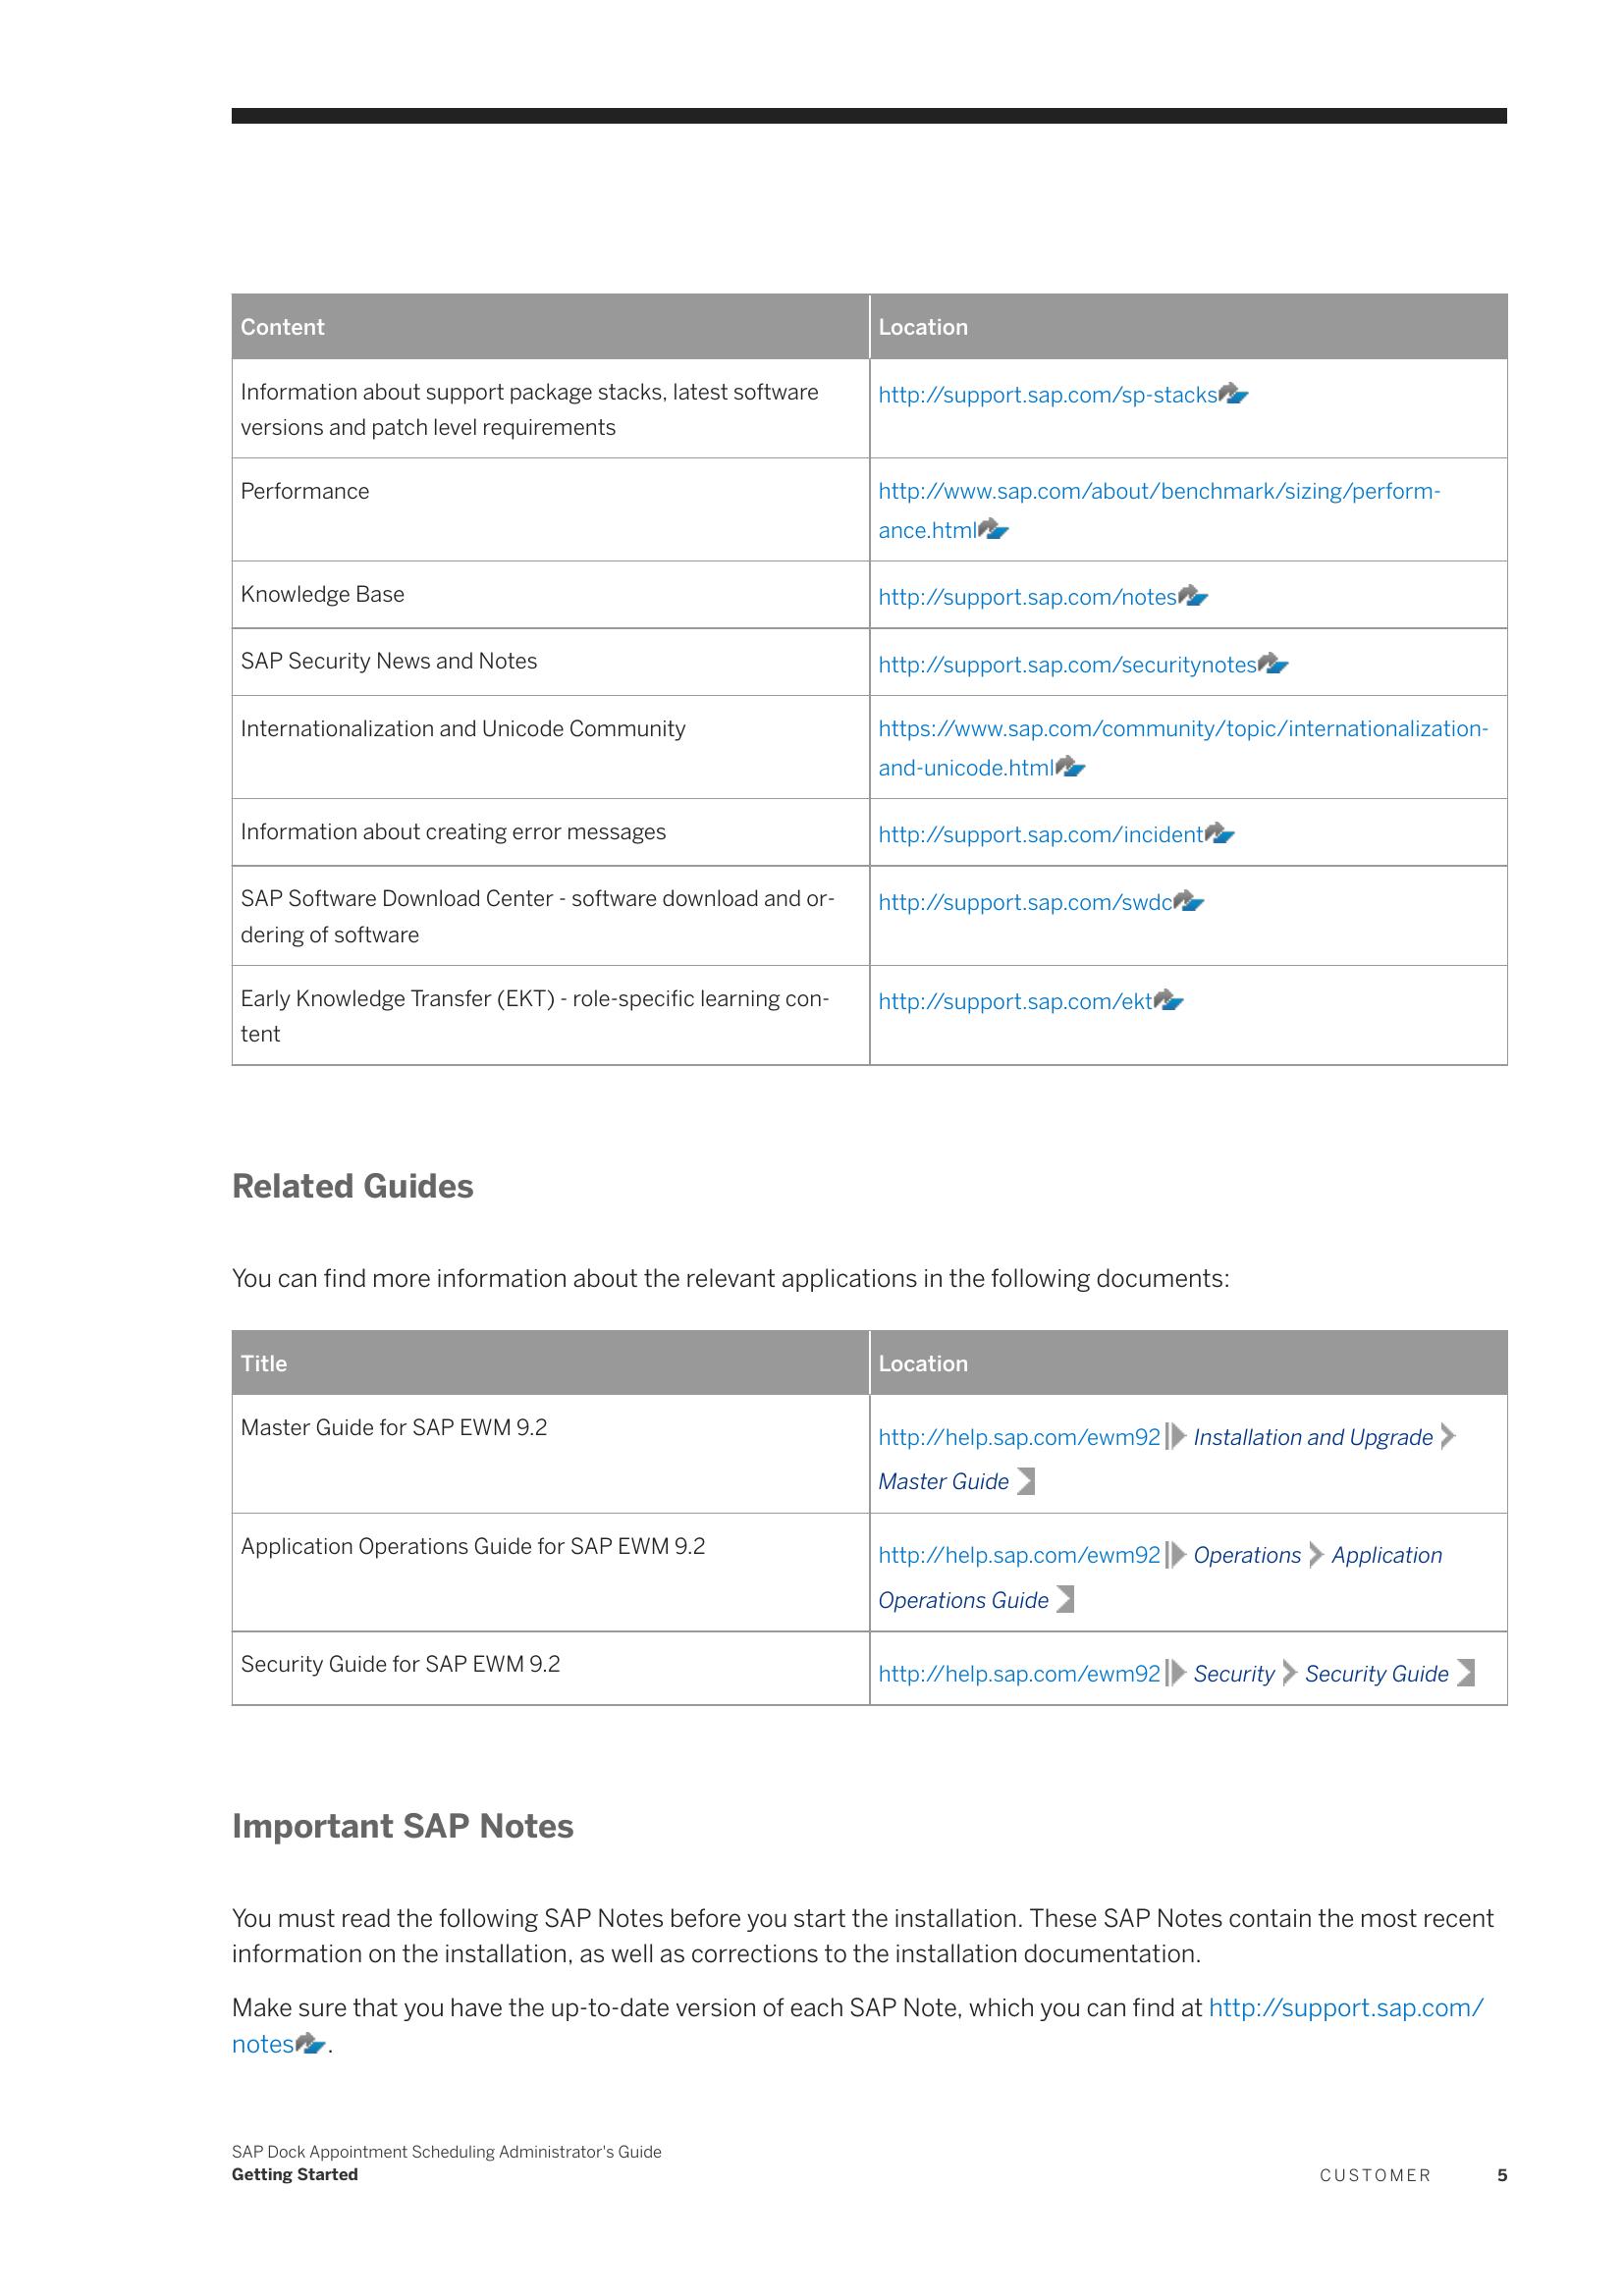 Content Location
Information about support package stacks, latest software
versions and patch level requirements
http://support.sap.com/sp-stacks
Performance
http://www.sap.com/about/benchmark/sizing/perform-
ance.html
Knowledge Base
http://support.sap.com/notes
SAP Security News and Notes
http://support.sap.com/securitynotes
Internationalization and Unicode Community
https://www.sap.com/community/topic/internationalization-
and-unicode.html
Information about creating error messages
http://support.sap.com/incident
SAP Software Download Center - software download and or-
dering of software
http://support.sap.com/swdc
Early Knowledge Transfer (EKT) - role-specific learning con-
tent
http://support.sap.com/ekt
Related Guides
You can find more information about the relevant applications in the following documents:
Title Location
Master Guide for SAP EWM 9.2
http://help.sap.com/ewm92 Installation and Upgrade
Master Guide
Application Operations Guide for SAP EWM 9.2
http://help.sap.com/ewm92 Operations Application
Operations Guide
Security Guide for SAP EWM 9.2
http://help.sap.com/ewm92 Security Security Guide
Important SAP Notes
You must read the following SAP Notes before you start the installation. These SAP Notes contain the most recent
information on the installation, as well as corrections to the installation documentation.
Make sure that you have the up-to-date version of each SAP Note, which you can find at http://support.sap.com/
notes.
SAP Dock Appointment Scheduling Administrator's Guide
Getting Started
CUSTOMER 5